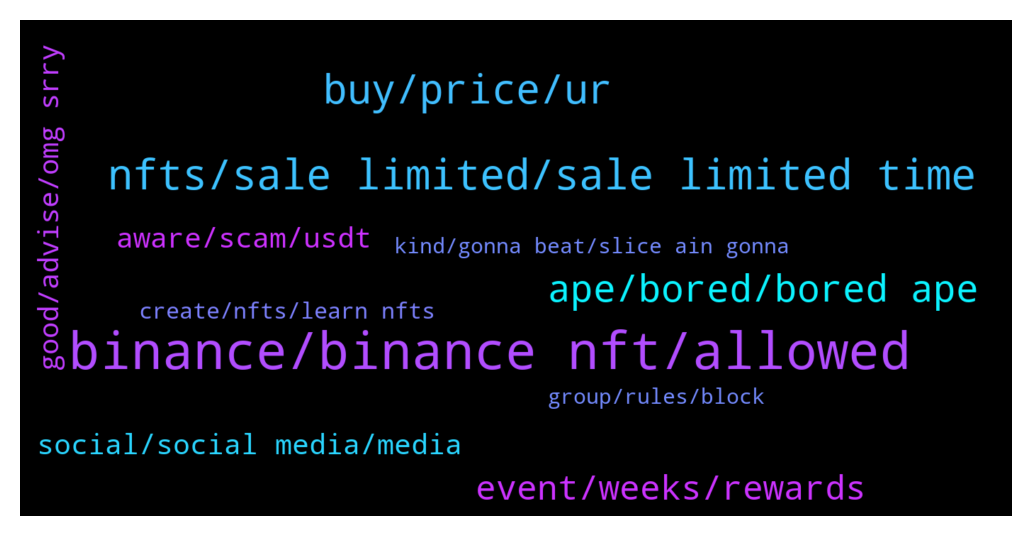 good/advise/omg srry
buy/price/ur
nfts/sale limited/sale limited time
aware/scam/usdt
kind/gonna beat/slice ain gonna
ape/bored/bored ape
create/nfts/learn nfts
binance/binance nft/allowed
group/rules/block
social/social media/media
event/weeks/rewards